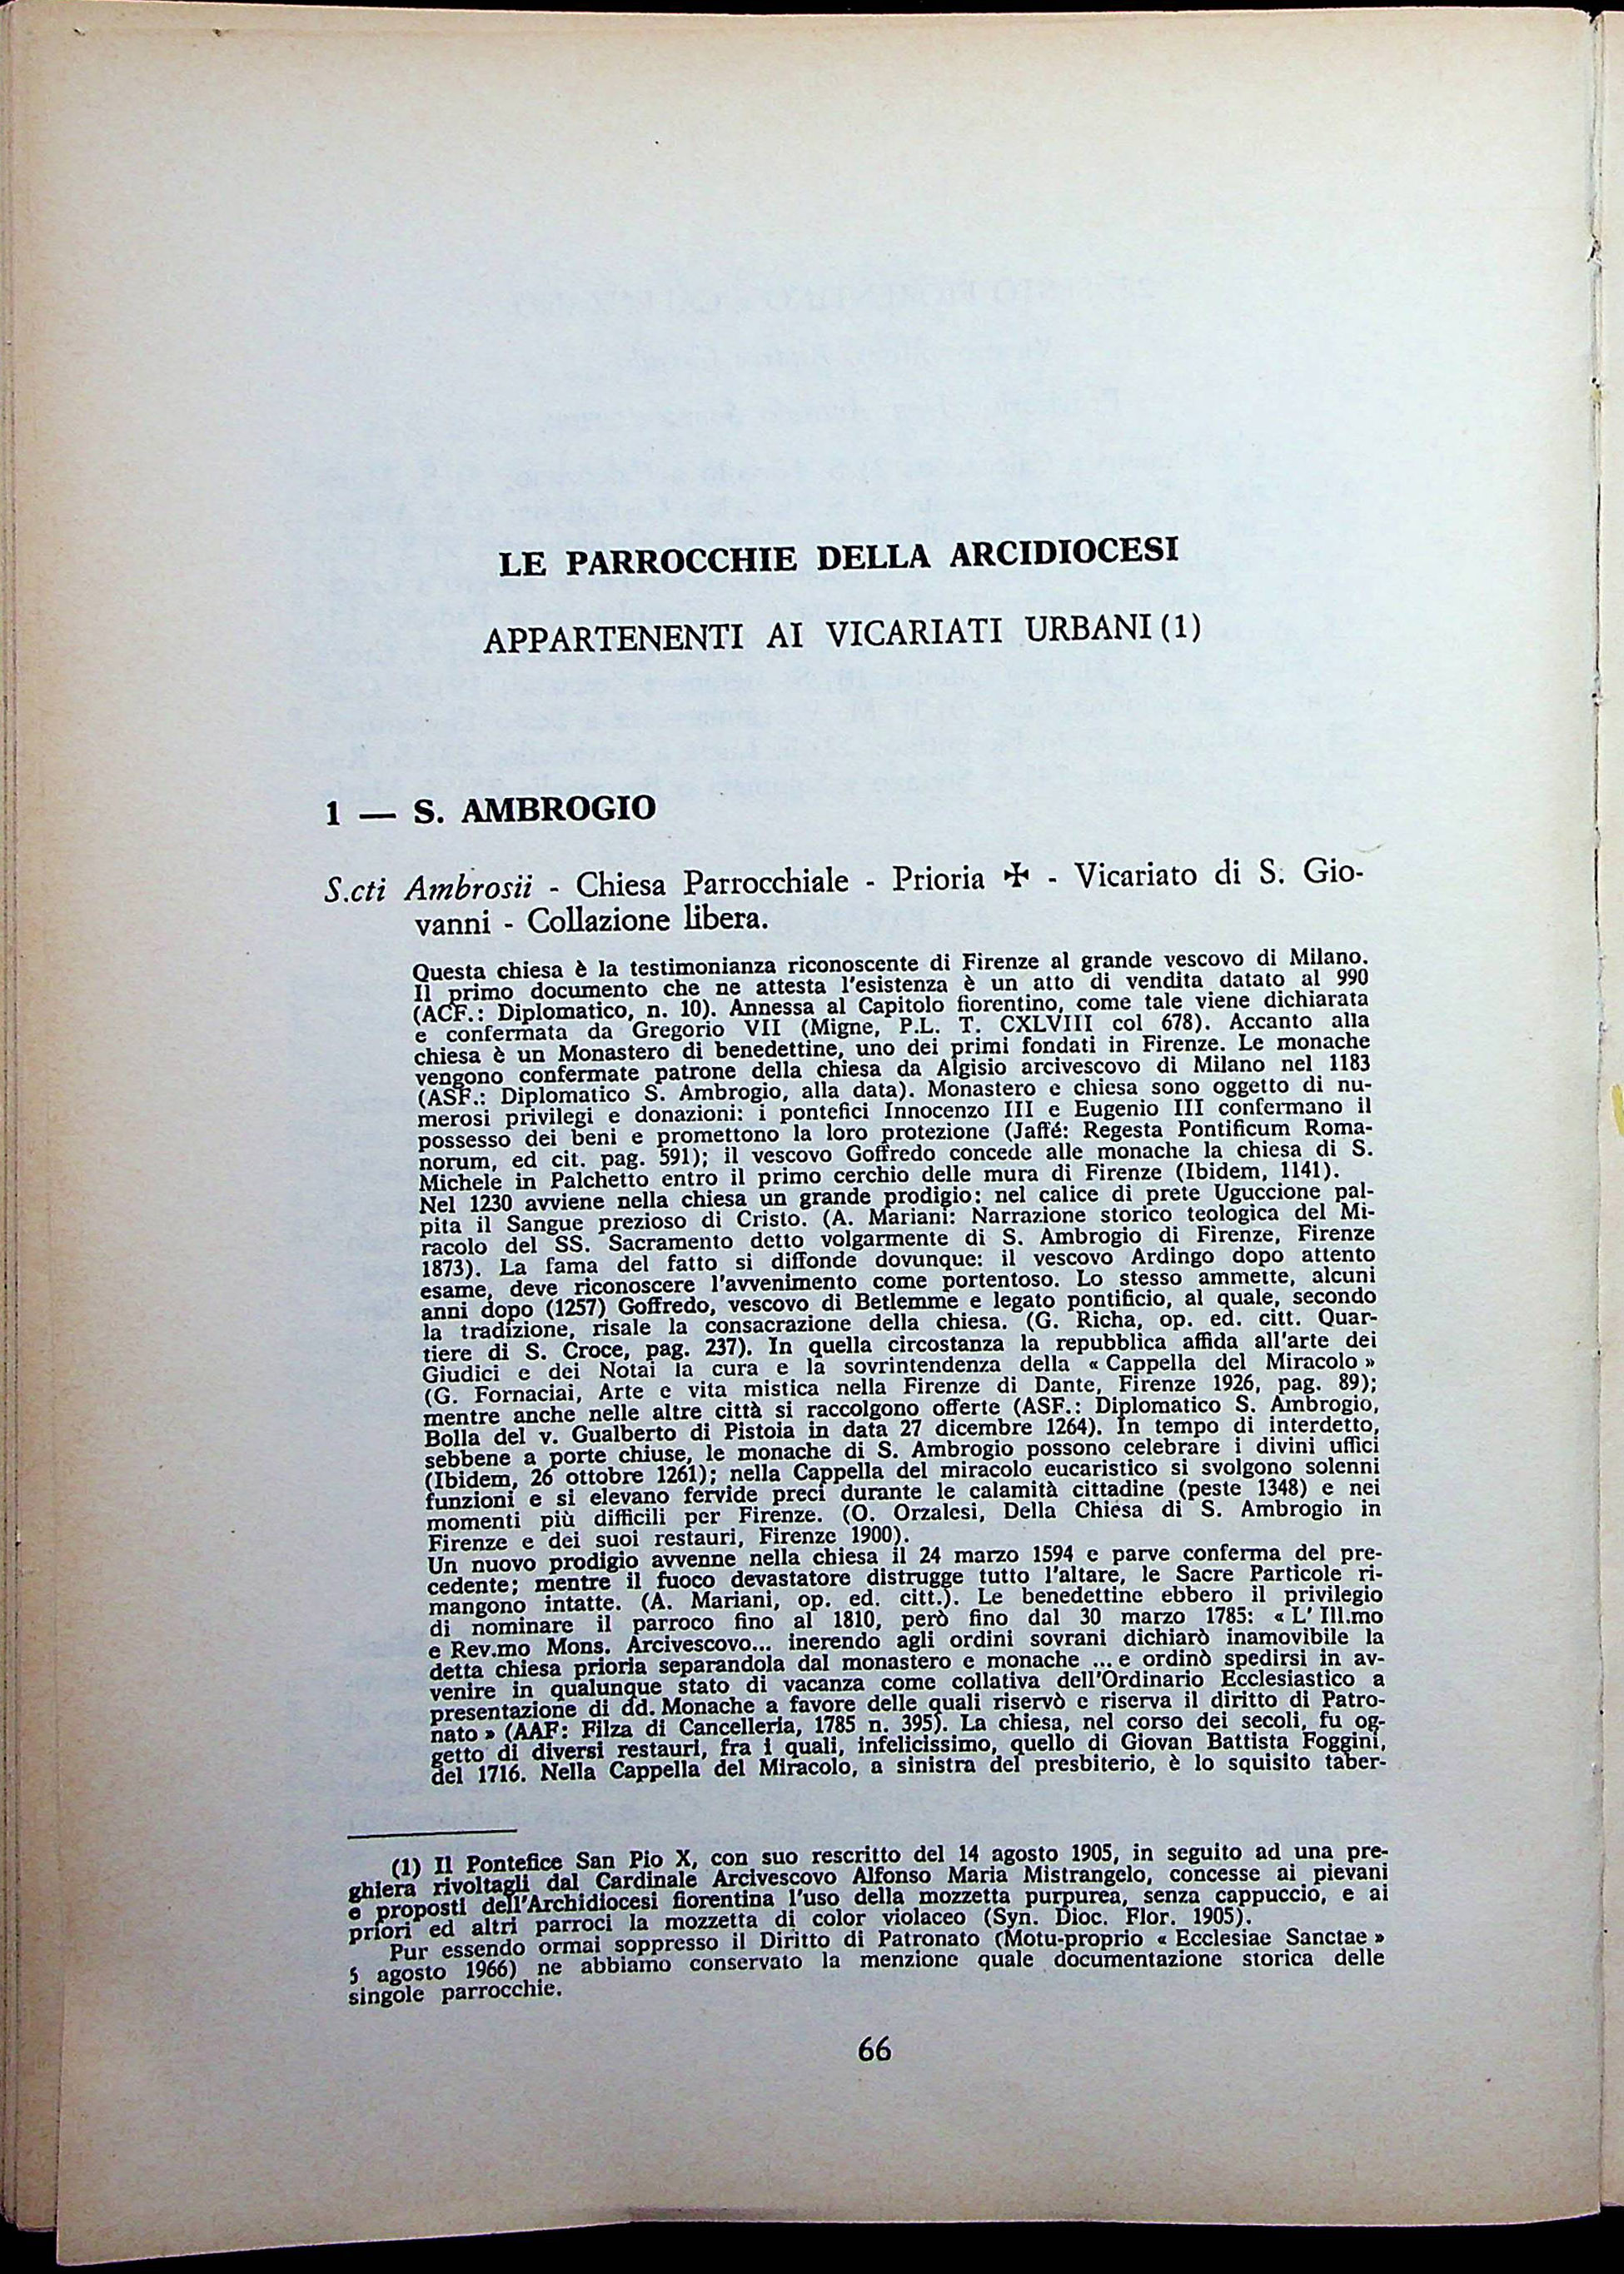 LE PARROCCHIE DELLA ARCIDIOCESI
APPARTENENTI AI VICARIATI URBANI (1)
1 — S. AMBROGIO
S.cti Ambrosii - Chiesa Parrocchiale - Prioria ✠ - Vicariato di S. Gio-
vanni - Collazione libera.
Questa chiesa è la testimonianza riconoscente di Firenze al grande vescovo di Milano.
Il primo documento che ne attesta l'esistenza è un atto di vendita datato al 990
(ACF.: Diplomatico, n. 10). Annessa al Capitolo fiorentino, come tale viene dichiarata
e confermata da Gregorio VII (Migne, P.L. T. CXLVIII col 678). Accanto alla
chiesa è un Monastero di benedettine, uno dei primi fondati in Firenze. Le monache
vengono confermate patrone della chiesa da Algisio arcivescovo di Milano nel 1183
(ASF.: Diplomatico S. Ambrogio, alla data). Monastero e chiesa sono oggetto di nu-
merosi privilegi e donazioni: i pontefici Innocenzo III e Eugenio III confermano il
possesso dei beni e promettono la loro protezione (Jaffé: Regesta Pontificum Roma-
norum, ed cit. pag. 591); il vescovo Goffredo concede alle monache la chiesa di S.
Michele in Palchetto entro il primo cerchio delle mura di Firenze (Ibidem, 1141).
Nel 1230 avviene nella chiesa un grande prodigio: nel calice di prete Uguccione pal-
pita il Sangue prezioso di Cristo. (A. Mariani: Narrazione storico teologica del Mi-
racolo del SS. Sacramento detto volgarmente di S. Ambrogio di Firenze, Firenze
1873). La fama del fatto si diffonde dovunque: il vescovo Ardingo dopo attento
esame, deve riconoscere l'avvenimento come portentoso. Lo stesso ammette, alcuni
anni dopo (1257) Goffredo, vescovo di Betlemme e legato pontificio, al quale, secondo
la tradizione, risale la consacrazione della chiesa. (G. Richa, op. ed. citt. Quar-
tiere di S. Croce, pag. 237). In quella circostanza la repubblica affida all'arte dei
Giudici e dei Notai la cura e la sovrintendenza della « Cappella del Miracolo »
(G. Fornaciai, Arte e vita mistica nella Firenze di Dante, Firenze 1926, pag. 89);
mentre anche nelle altre città si raccolgono offerte (ASF.: Diplomatico S. Ambrogio,
Bolla del v. Gualberto di Pistoia in data 27 dicembre 1264). In tempo di interdetto,
sebbene a porte chiuse, le monache di S. Ambrogio possono celebrare i divini uffici
(Ibidem, 26 ottobre 1261); nella Cappella del miracolo eucaristico si svolgono solenni
funzioni e si elevano fervide preci durante le calamità cittadine (peste 1348) e nei
momenti più difficili per Firenze. (O. Orzalesi, Della Chiesa di S. Ambrogio in
Firenze e dei suoi restauri, Firenze 1900).
Un nuovo prodigio avvenne nella chiesa il 24 marzo 1594 e parve conferma del pre-
cedente; mentre il fuoco devastatore distrugge tutto l'altare, le Sacre Particole ri-
mangono intatte. (A. Mariani, op. ed. citt.). Le benedettine ebbero il privilegio
di nominare il parroco fino al 1810, però fino dal 30 marzo 1785: « L' Ill.mo
e Rev.mo Mons. Arcivescovo... inerendo agli ordini sovrani dichiarò inamovibile la
detta chiesa prioria separandola dal monastero e monache ... e ordinò spedirsi in av-
venire in qualunque stato di vacanza come collativa dell'Ordinario Ecclesiastico a
presentazione di dd. Monache a favore delle quali riservò e riserva il diritto di Patro-
nato » (AAF: Filza di Cancelleria, 1785 n. 395). La chiesa, nel corso dei secoli, fu og-
getto di diversi restauri, fra i quali, infelicissimo, quello di Giovan Battista Foggini,
del 1716. Nella Cappella del Miracolo, a sinistra del presbiterio, è lo squisito taber-
(1) Il Pontefice San Pio X, con suo rescritto del 14 agosto 1905, in seguito ad una pre-
ghiera rivoltagli dal Cardinale Arcivescovo Alfonso Maria Mistrangelo, concesse ai pievani
e proposti dell'Archidiocesi fiorentina l'uso della mozzetta purpurea, senza cappuccio, e ai
priori ed altri parroci la mozzetta di color violaceo (Syn. Dioc. Flor. 1905).
Pur essendo ormai soppresso il Diritto di Patronato (Motu-proprio « Ecclesiae Sanctae »
5 agosto 1966) ne abbiamo conservato la menzione quale documentazione storica delle
singole parrocchie.
66